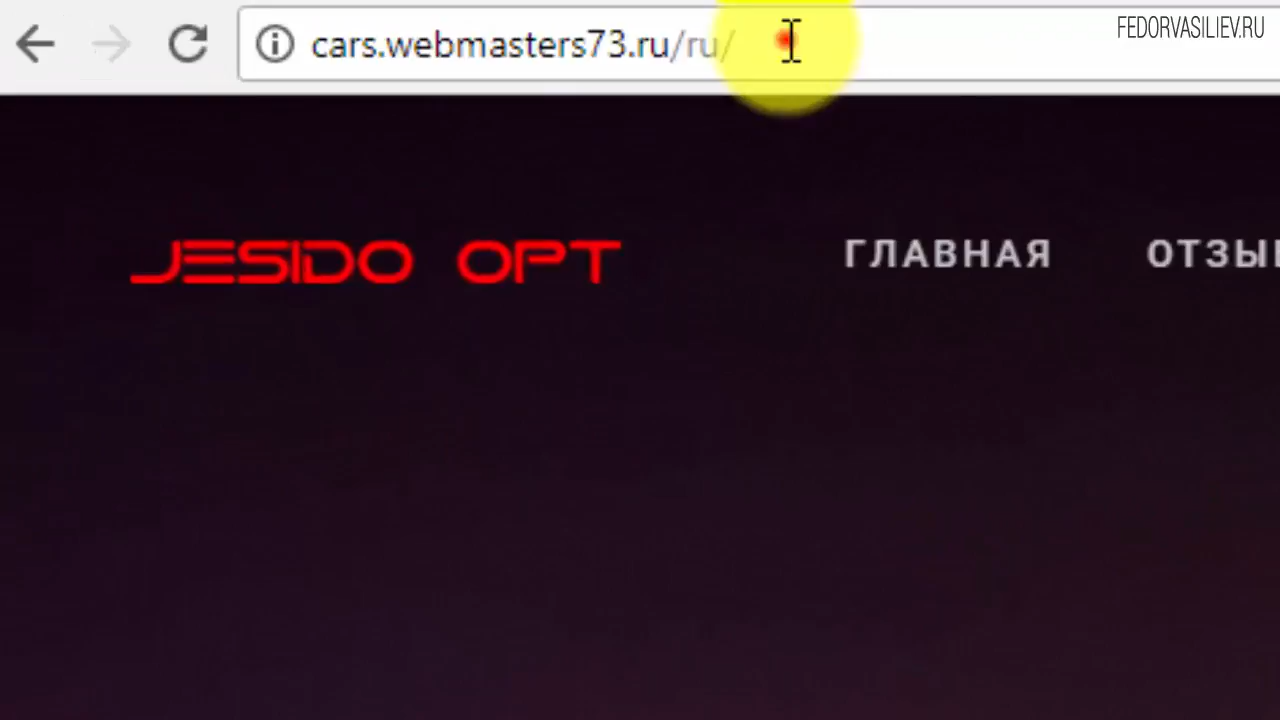 FEDORVASILIEV.RU
cars.webmasters73.ru/ru/
JESIDO OPT
ГЛАВНАЯ